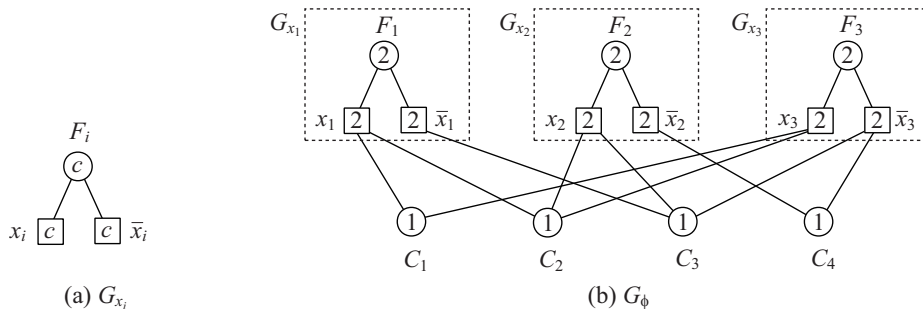 G_{x_1} F_1 G_{x_2} F_2 G_{x_3} F_3
2 2 2
x_1 2 2 x̄_1 x_2 2 2 x̄_2 x_3 2 2 x̄_3
F_i
c
x_i c c x̄_i
1 1 1 1
C_1 C_2 C_3 C_4
(a) G_{x_i} (b) G_ϕ